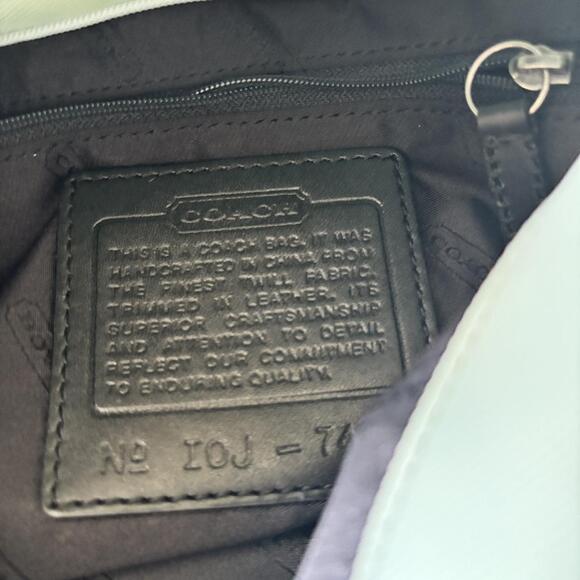 COACH
THIS IS A COACH BAG. IT WAS
HANDCRAFTED IN CHINA FROM
THE FINEST TWILL FABRIC.
TRIMMED IN LEATHER. ITS
SUPERIOR CRAFTSMANSHIP
AND ATTENTION TO DETAIL
REFLECT OUR COMMITMENT
TO ENDURING QUALITY.
No IOJ-